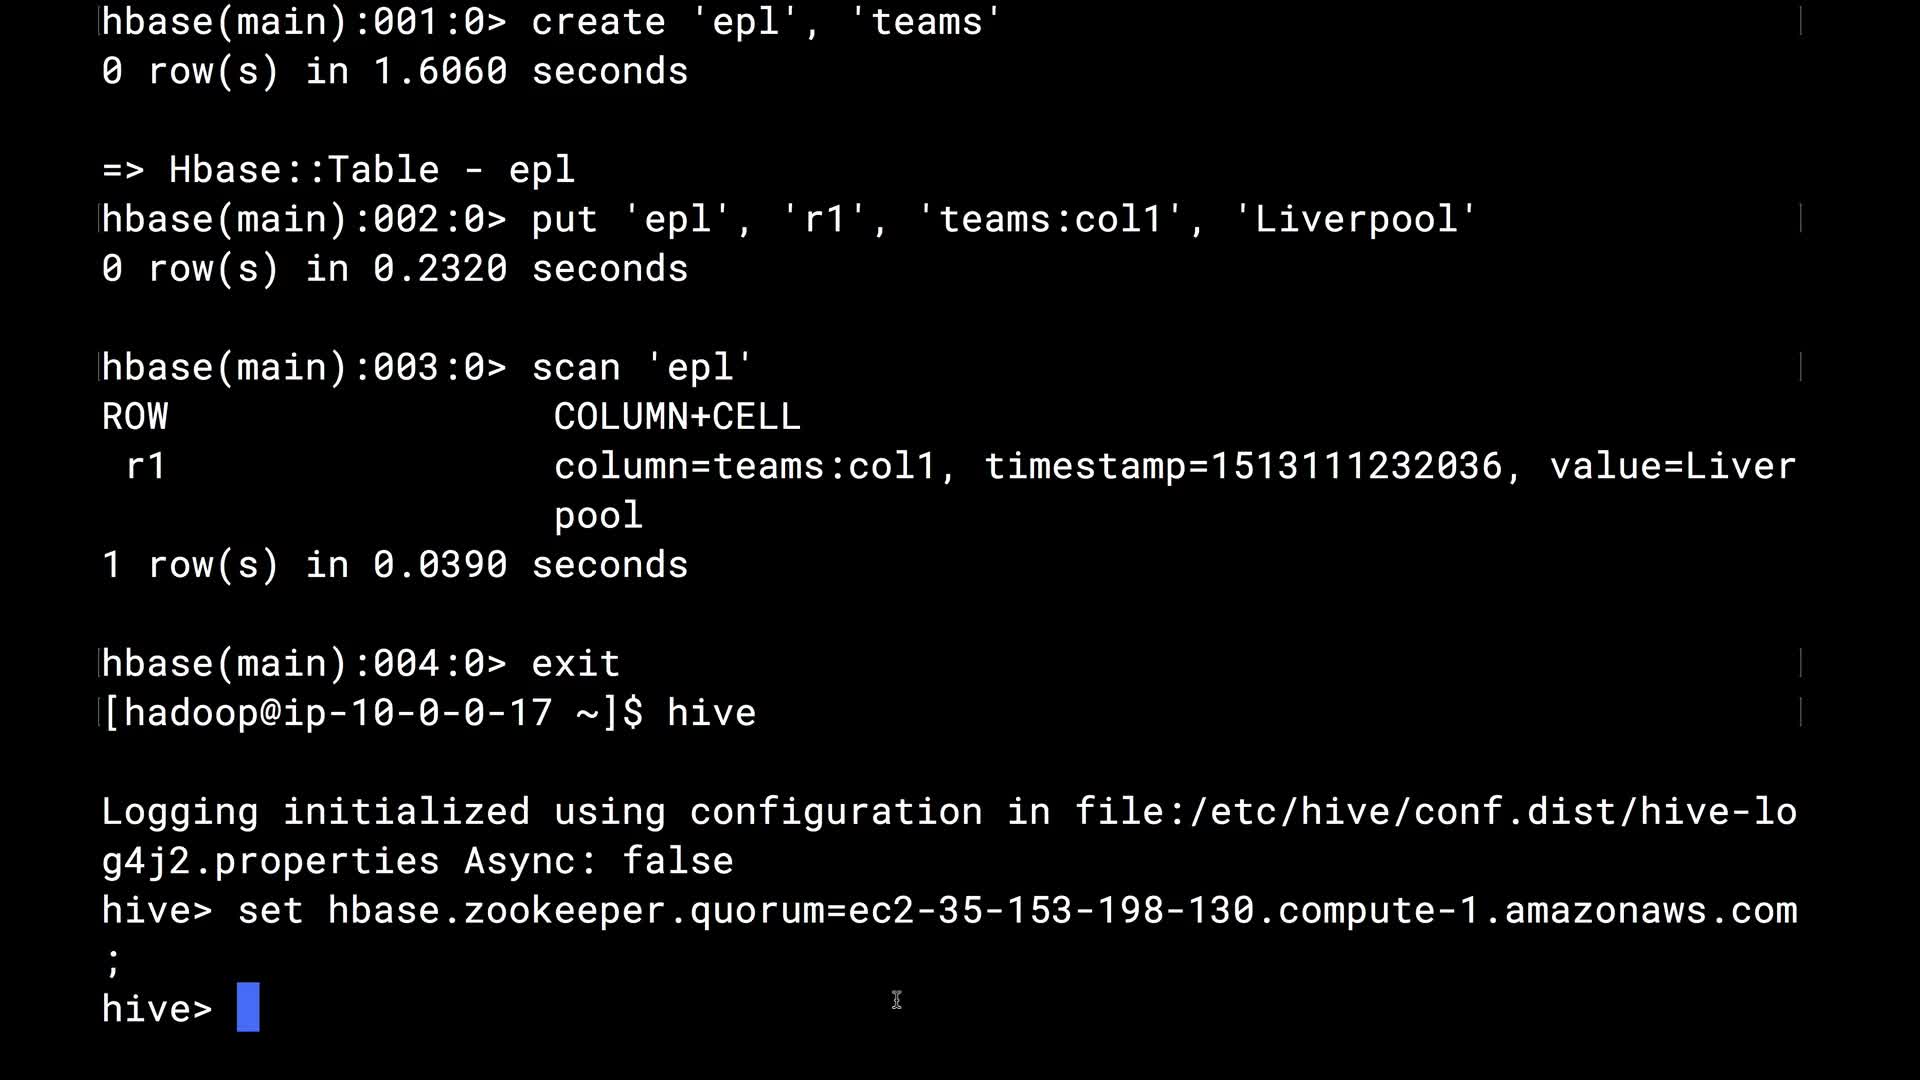 hbase(main):001:0> create 'epl', 'teams'
0 row(s) in 1.6060 seconds
=> Hbase::Table - epl
hbase(main):002:0> put 'epl', 'r1', 'teams:col1', 'Liverpool'
0 row(s) in 0.2320 seconds
hbase(main):003:0> scan 'epl'
ROW                 COLUMN+CELL
 r1                 column=teams:col1, timestamp=1513111232036, value=Liver
                    pool
1 row(s) in 0.0390 seconds
hbase(main):004:0> exit
[hadoop@ip-10-0-0-17 ~]$ hive
Logging initialized using configuration in file:/etc/hive/conf.dist/hive-lo
g4j2.properties Async: false
hive> set hbase.zookeeper.quorum=ec2-35-153-198-130.compute-1.amazonaws.com
;
hive>